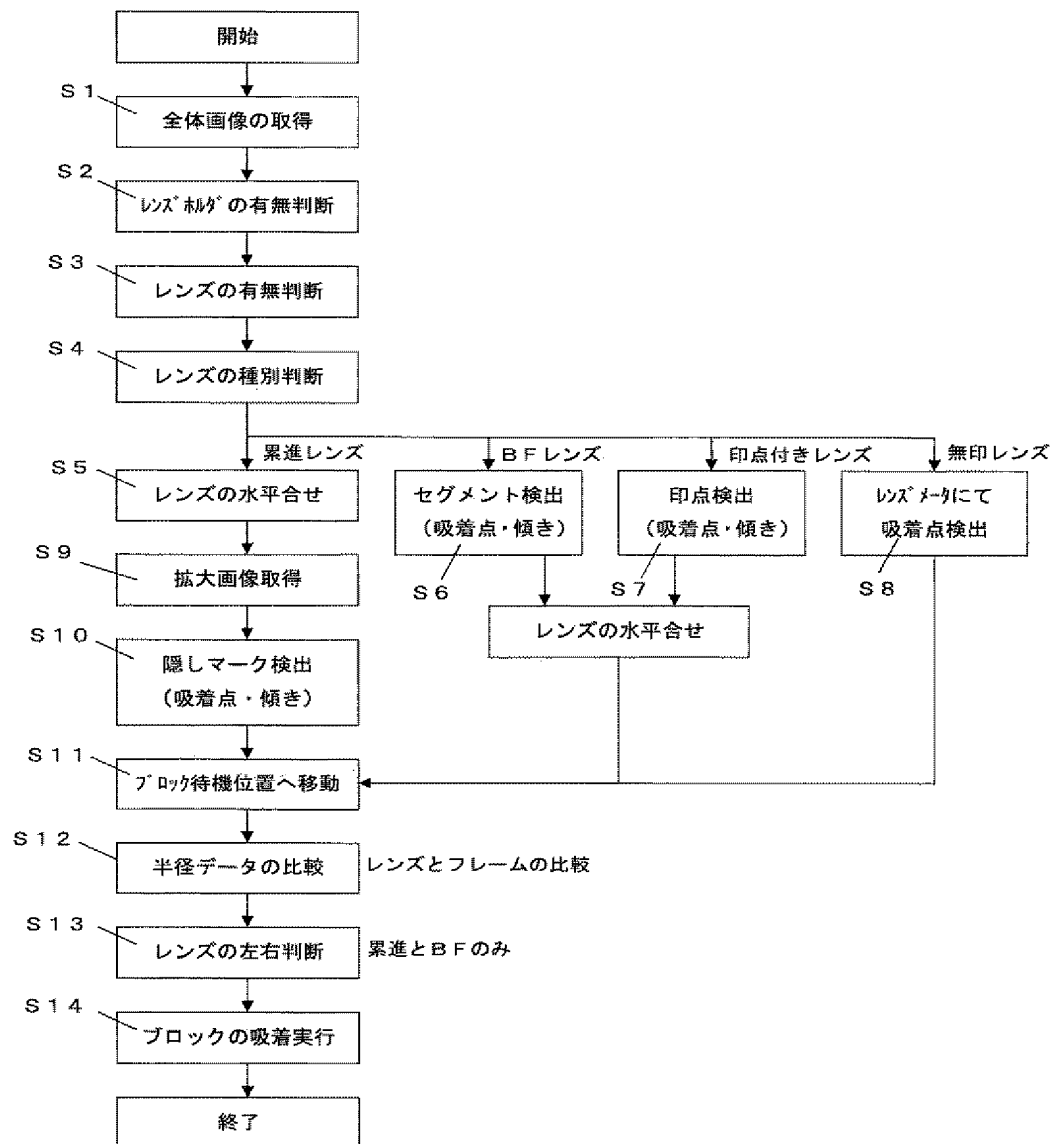 開始
S1
全体画像の取得
S2
ﾚﾝｽﾞﾎﾙﾀﾞの有無判断
S3
レンズの有無判断
S4
レンズの種別判断
累進レンズ
BFレンズ
印点付きレンズ
無印レンズ
S5
レンズの水平合せ
セグメント検出
(吸着点・傾き)
S6
印点検出
(吸着点・傾き)
S7
ﾚﾝｽﾞﾒｰﾀにて
吸着点検出
S8
レンズの水平合せ
S9
拡大画像取得
S10
隠しマーク検出
(吸着点・傾き)
S11
ﾌﾞﾛｯｸ待機位置へ移動
S12
半径データの比較
レンズとフレームの比較
S13
レンズの左右判断
累進とBFのみ
S14
ブロックの吸着実行
終了